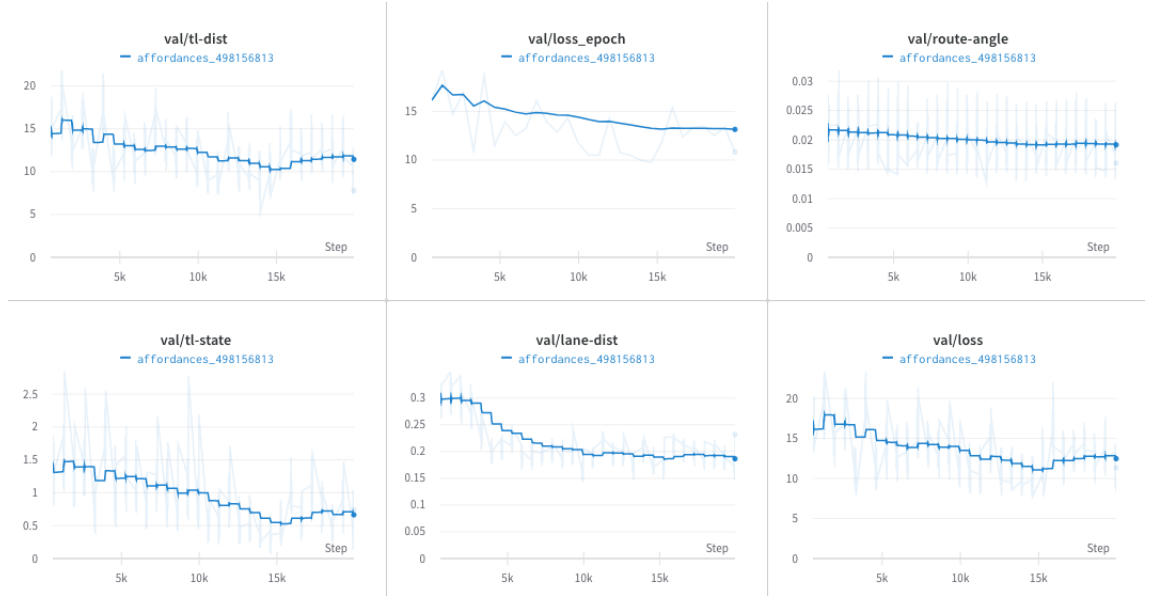 val/tl-dist
affordances_498156813
20
15
10
5
0
Step
5k
10k
15k
val/loss_epoch
affordances_498156813
15
10
5
0
Step
5k
10k
15k
val/route-angle
affordances_498156813
0.03
0.025
0.02
0.015
0.01
0.005
0
Step
5k
10k
15k
val/tl-state
affordances_498156813
2.5
2
1.5
1
0.5
0
Step
5k
10k
15k
val/lane-dist
affordances_498156813
0.3
0.25
0.2
0.15
0.1
0.05
0
Step
5k
10k
15k
val/loss
affordances_498156813
20
15
10
5
0
Step
5k
10k
15k